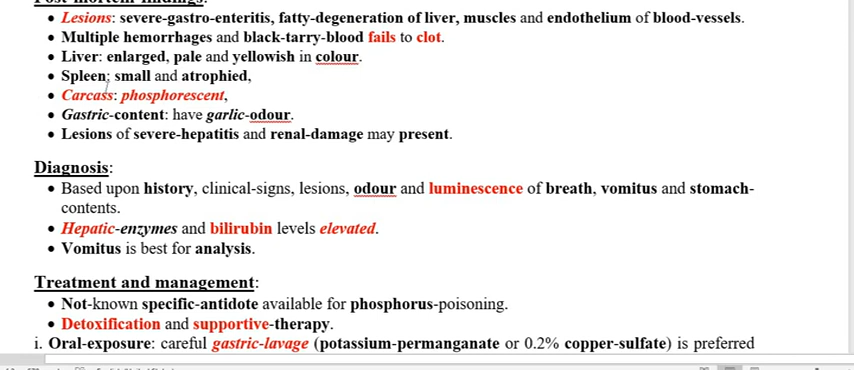 Post-mortem-findings:
• Lesions: severe-gastro-enteritis, fatty-degeneration of liver, muscles and endothelium of blood-vessels.
• Multiple hemorrhages and black-tarry-blood fails to clot.
• Liver: enlarged, pale and yellowish in colour.
• Spleen: small and atrophied,
• Carcass: phosphorescent,
• Gastric-content: have garlic-odour.
• Lesions of severe-hepatitis and renal-damage may present.
Diagnosis:
• Based upon history, clinical-signs, lesions, odour and luminescence of breath, vomitus and stomach-
contents.
• Hepatic-enzymes and bilirubin levels elevated.
• Vomitus is best for analysis.
Treatment and management:
• Not-known specific-antidote available for phosphorus-poisoning.
• Detoxification and supportive-therapy.
i. Oral-exposure: careful gastric-lavage (potassium-permanganate or 0.2% copper-sulfate) is preferred